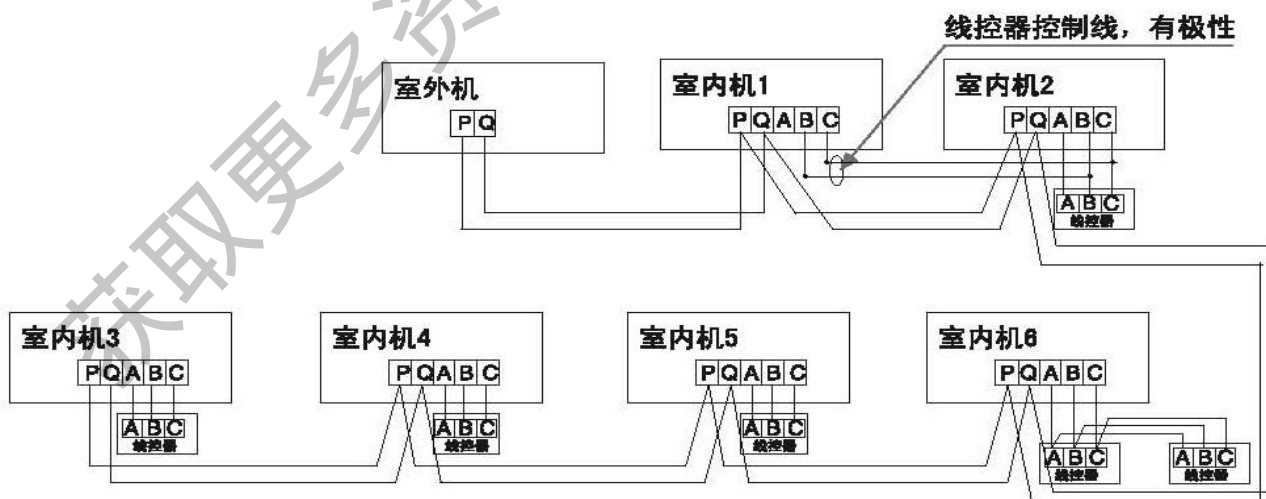 线控器控制线，有极性
室外机
P Q
室内机1
P Q A B C
室内机2
P Q A B C
A B C
线控器
室内机3
P Q A B C
A B C
线控器
室内机4
P Q A B C
A B C
线控器
室内机5
P Q A B C
A B C
线控器
室内机6
P Q A B C
A B C
线控器
A B C
线控器
获取更多资